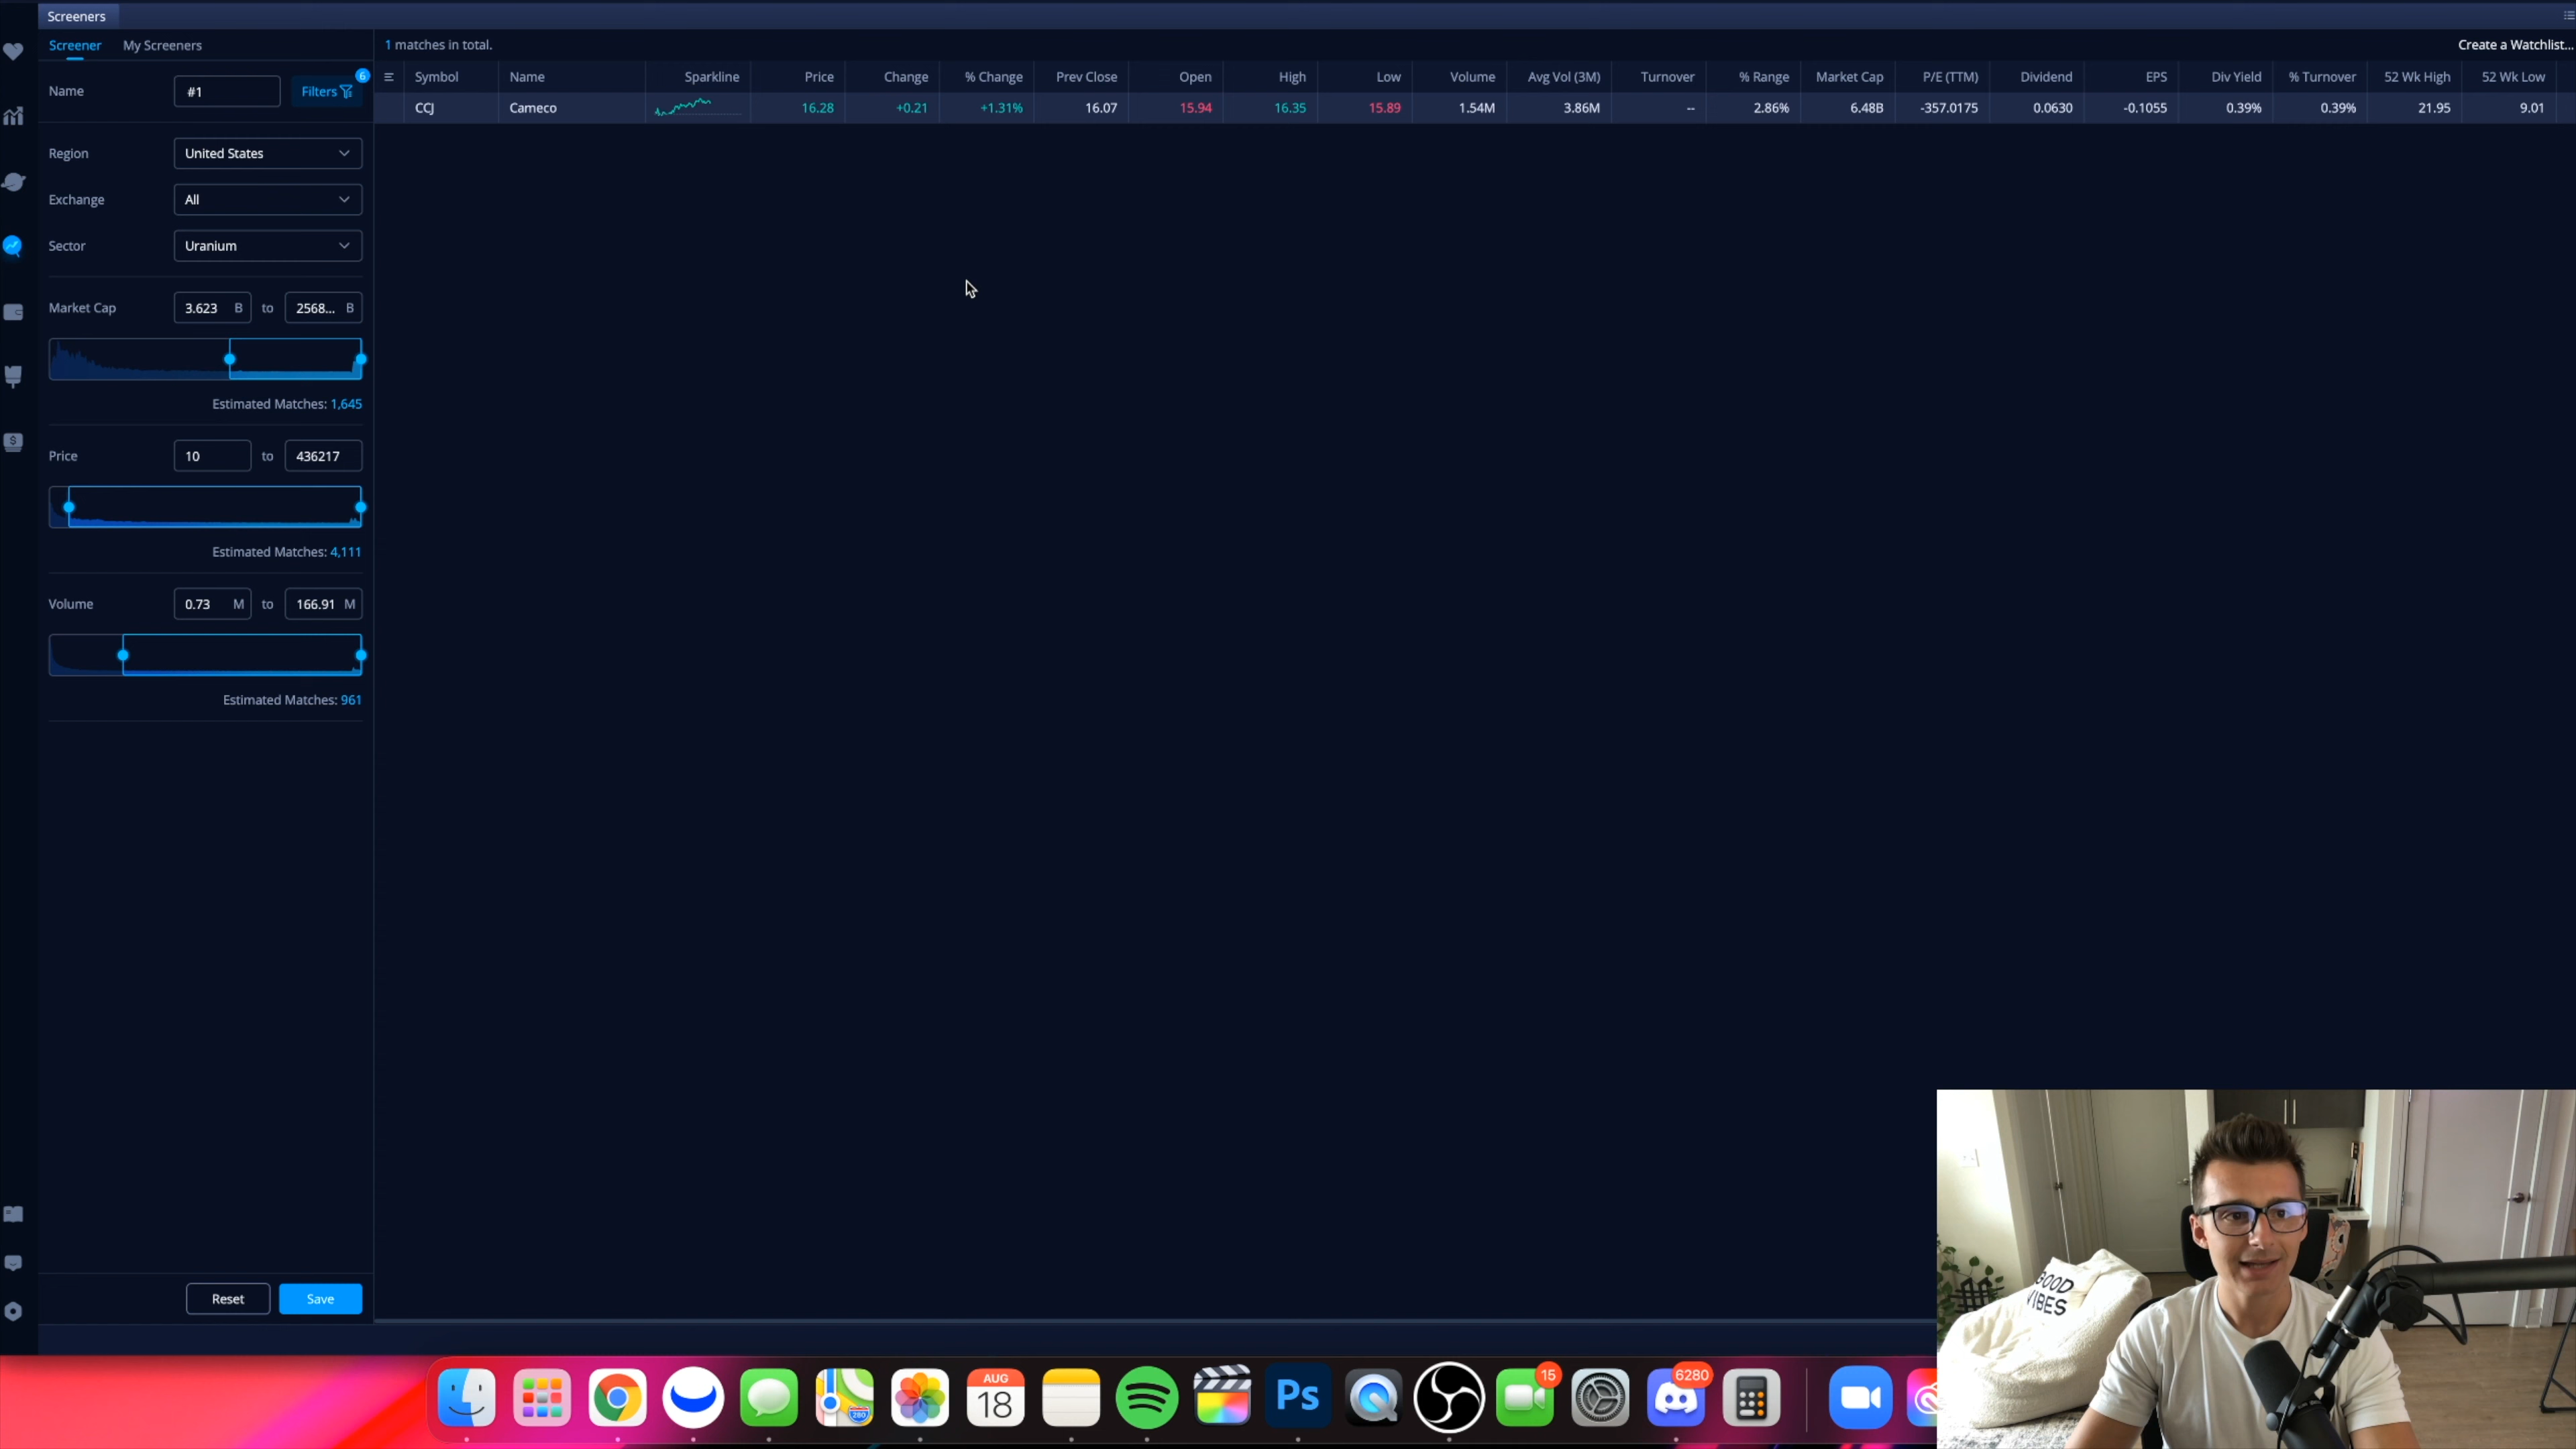 Screeners
Screener My Screeners
1 matches in total.
Create a Watchlist...
Name #1 Filters 6
Symbol Name Sparkline Price Change % Change Prev Close Open High Low Volume Avg Vol (3M) Turnover % Range Market Cap P/E (TTM) Dividend EPS Div Yield % Turnover 52 Wk High 52 Wk Low
CCJ Cameco 16.28 +0.21 +1.31% 16.07 15.94 16.35 15.89 1.54M 3.86M -- 2.86% 6.48B -357.0175 0.0630 -0.1055 0.39% 0.39% 21.95 9.01
Region United States
Exchange All
Sector Uranium
Market Cap 3.623 B to 2568... B
Estimated Matches: 1,645
Price 10 to 436217
Estimated Matches: 4,111
Volume 0.73 M to 166.91 M
Estimated Matches: 961
Reset Save
GOOD
VIBES
AUG
18
280
Ps
15
6280